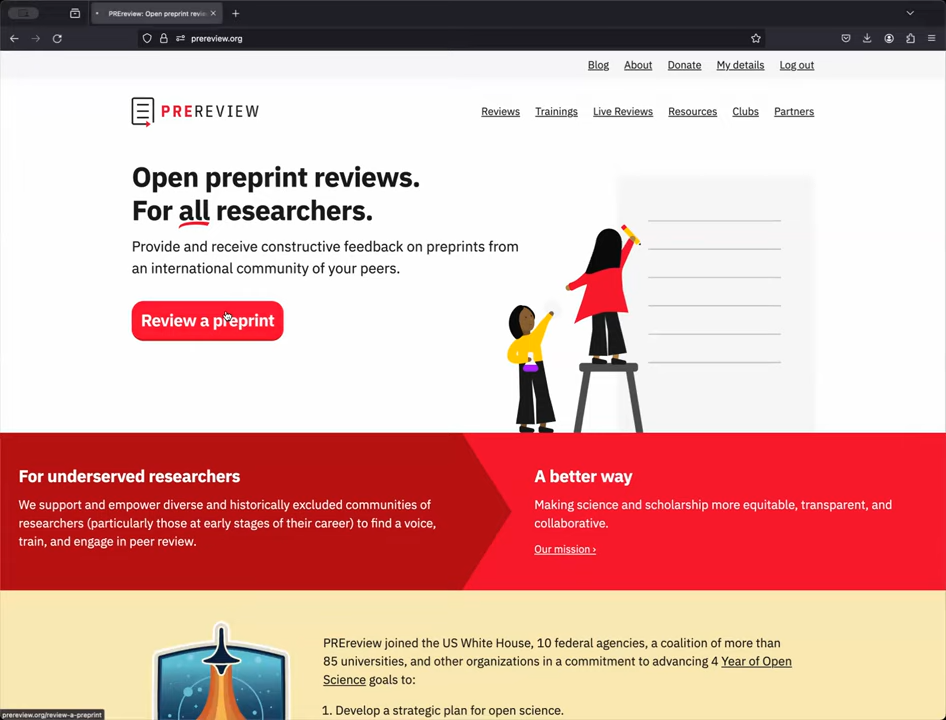 PREreview: Open preprint revi
prereview.org
Blog About Donate My details Log out
PREREVIEW
Reviews Trainings Live Reviews Resources Clubs Partners
Open preprint reviews.
For all researchers.
Provide and receive constructive feedback on preprints from
an international community of your peers.
Review a preprint
For underserved researchers
We support and empower diverse and historically excluded communities of
researchers (particularly those at early stages of their career) to find a voice,
train, and engage in peer review.
A better way
Making science and scholarship more equitable, transparent, and
collaborative.
Our mission ›
PREreview joined the US White House, 10 federal agencies, a coalition of more than
85 universities, and other organizations in a commitment to advancing 4 Year of Open
Science goals to:
1. Develop a strategic plan for open science.
prereview.org/review-a-preprint